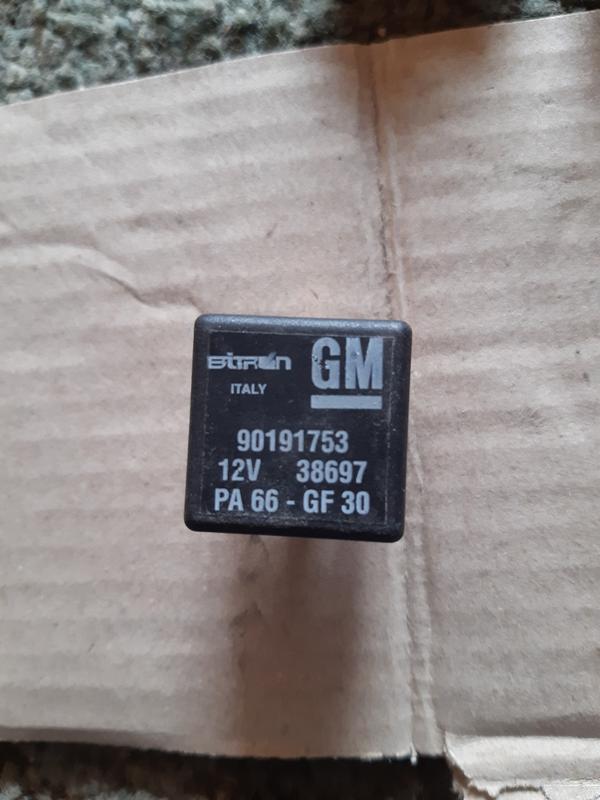 BITRON GM
ITALY
90191753
12V 38697
PA 66 - GF 30